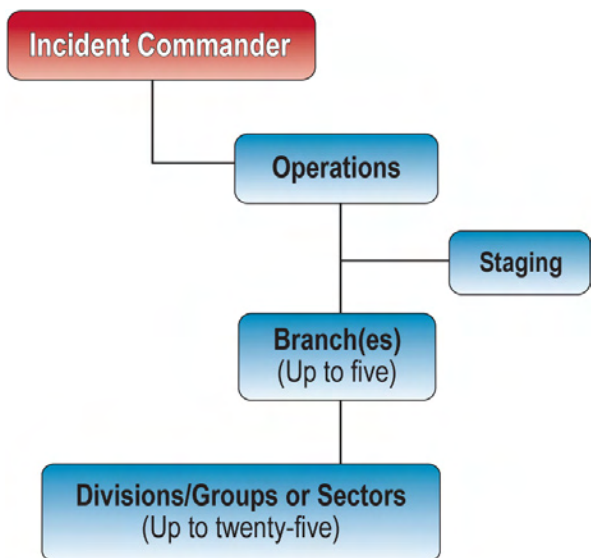 Incident Commander
Operations
Staging
Branch(es)
(Up to five)
Divisions/Groups or Sectors
(Up to twenty-five)